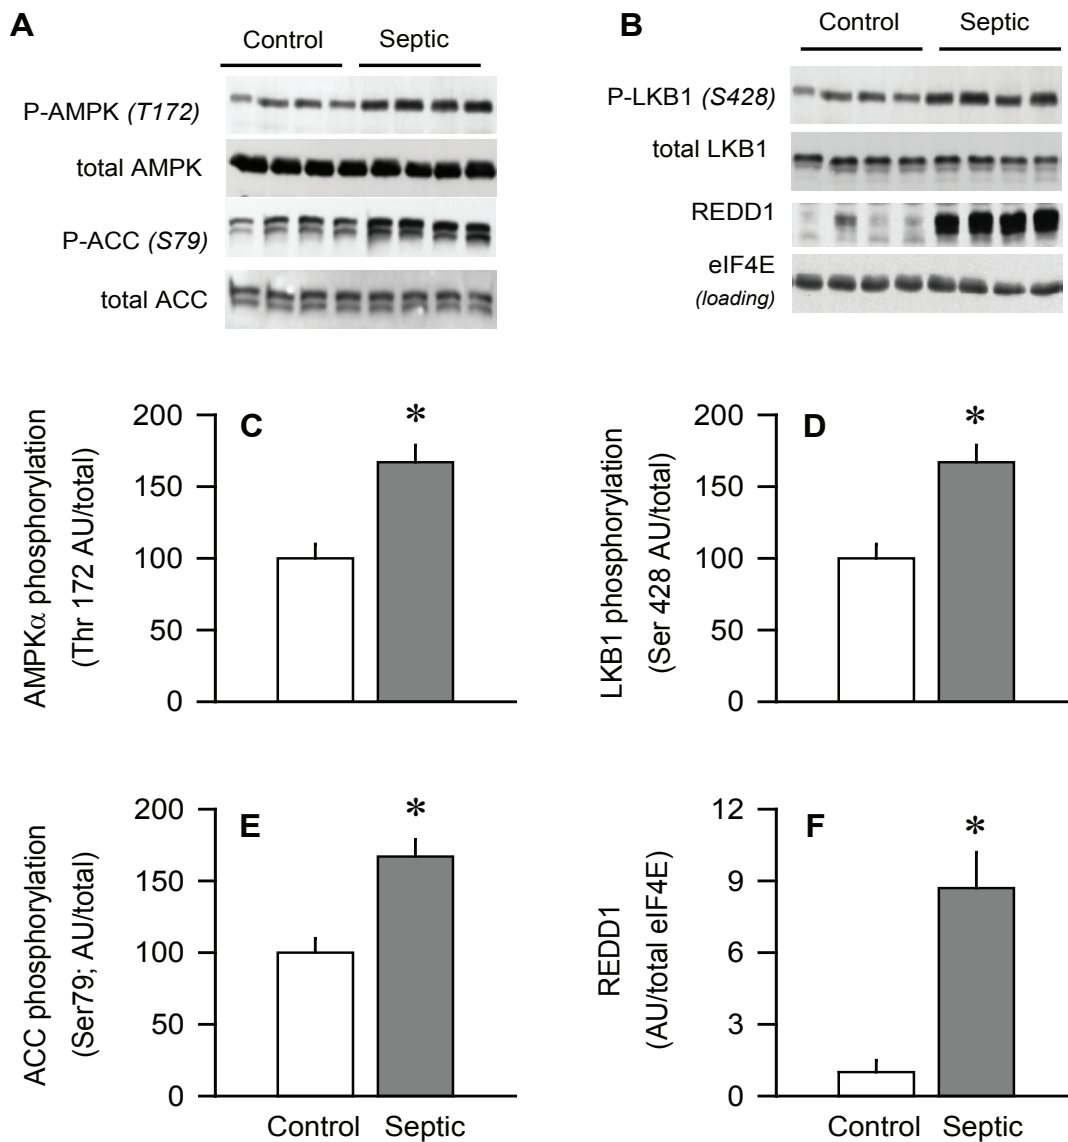 A
Control Septic
P-AMPK (T172)
total AMPK
P-ACC (S79)
total ACC
B
Control Septic
P-LKB1 (S428)
total LKB1
REDD1
eIF4E
(loading)
C
AMPKα phosphorylation
(Thr 172 AU/total)
200
150
100
50
0
*
D
LKB1 phosphorylation
(Ser 428 AU/total)
200
150
100
50
0
*
E
ACC phosphorylation
(Ser79; AU/total)
200
150
100
50
0
*
Control Septic
F
REDD1
(AU/total eIF4E)
12
9
6
3
0
*
Control Septic